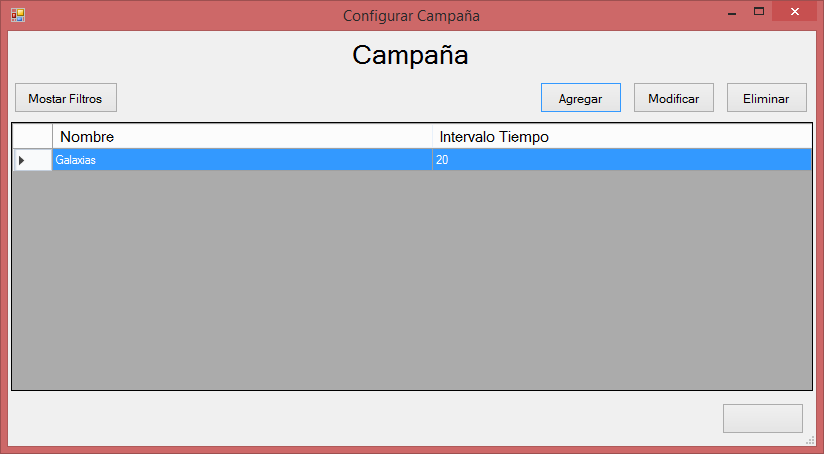 Configurar Campaña
Campaña
Mostar Filtros Agregar Modificar Eliminar
Nombre Intervalo Tiempo
Galaxias 20